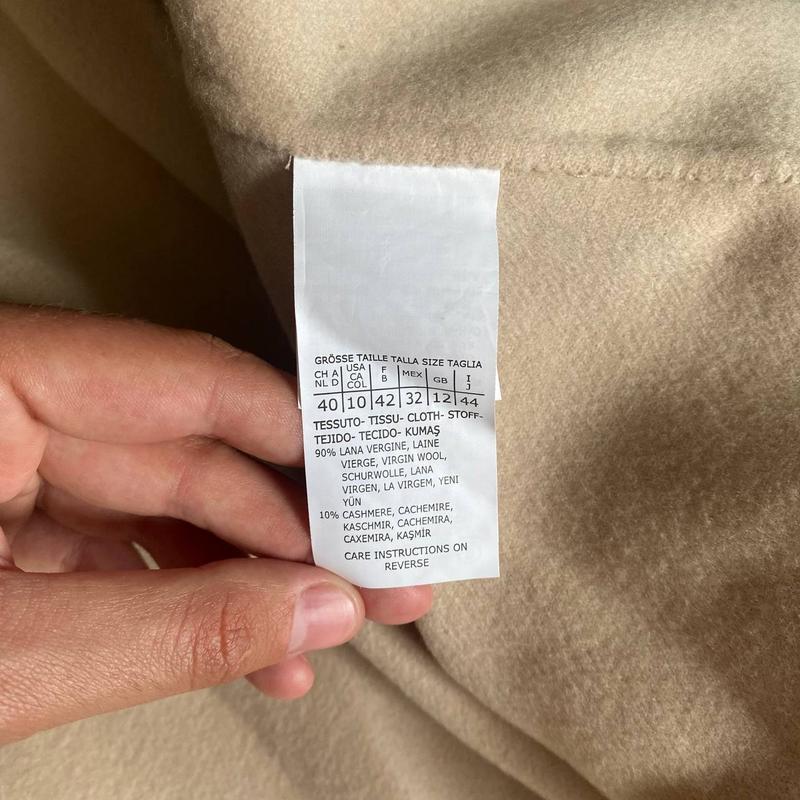 GRÖSSE TAILLE TALLA SIZE TAGLIA
CH A NL D | USA CA COL | F B | MEX | GB | I J
40 | 10 | 42 | 32 | 12 | 44
TESSUTO- TISSU- CLOTH- STOFF-
TEJIDO- TECIDO- KUMAŞ
90% LANA VERGINE, LAINE
VIERGE, VIRGIN WOOL,
SCHURWOLLE, LANA
VIRGEN, LA VIRGEM, YENI
YÜN
10% CASHMERE, CACHEMIRE,
KASCHMIR, CACHEMIRA,
CAXEMIRA, KAŞMİR
CARE INSTRUCTIONS ON
REVERSE